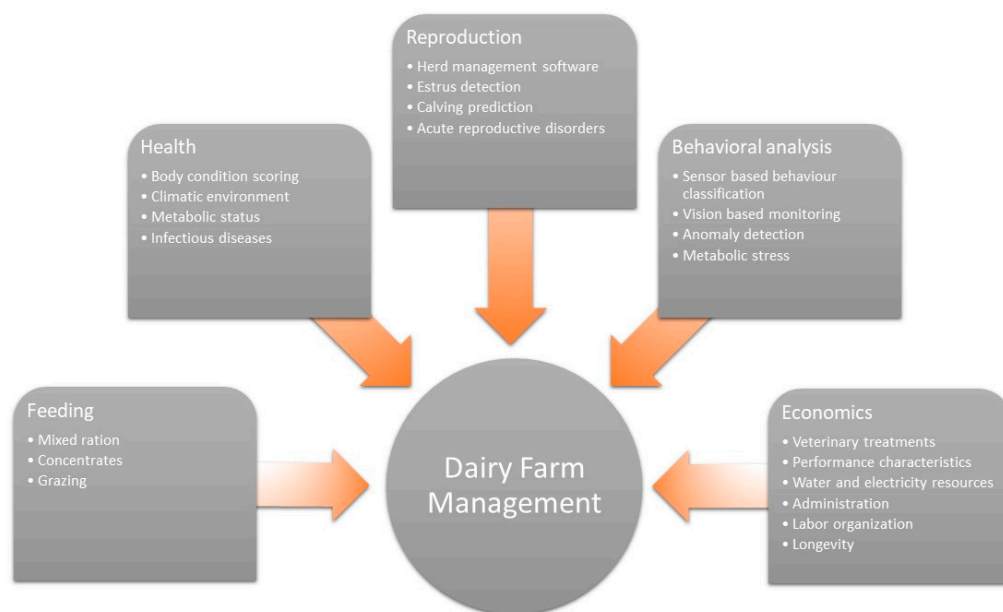 Reproduction
• Herd management software
• Estrus detection
• Calving prediction
• Acute reproductive disorders
Health
• Body condition scoring
• Climatic environment
• Metabolic status
• Infectious diseases
Behavioral analysis
• Sensor based behaviour
classification
• Vision based monitoring
• Anomaly detection
• Metabolic stress
Feeding
• Mixed ration
• Concentrates
• Grazing
Dairy Farm
Management
Economics
• Veterinary treatments
• Performance characteristics
• Water and electricity resources
• Administration
• Labor organization
• Longevity